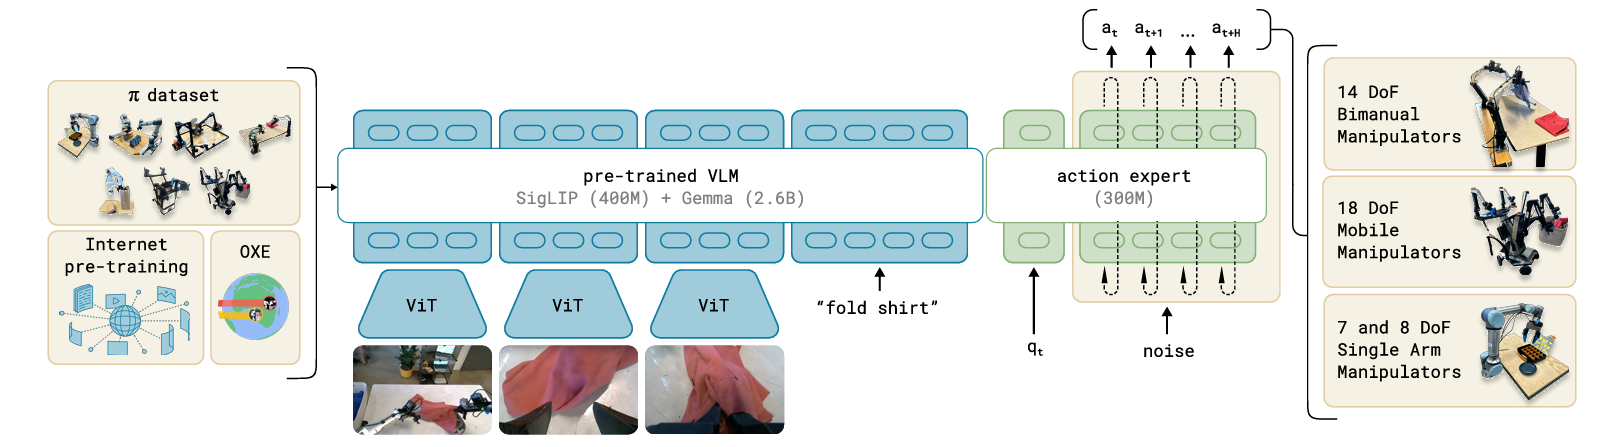 π dataset
Internet
pre-training
OXE
pre-trained VLM
SigLIP (400M) + Gemma (2.6B)
ViT
ViT
ViT
“fold shirt”
action expert
(300M)
qₜ
noise
aₜ aₜ₊₁ ... aₜ₊H
14 DoF
Bimanual
Manipulators
18 DoF
Mobile
Manipulators
7 and 8 DoF
Single Arm
Manipulators